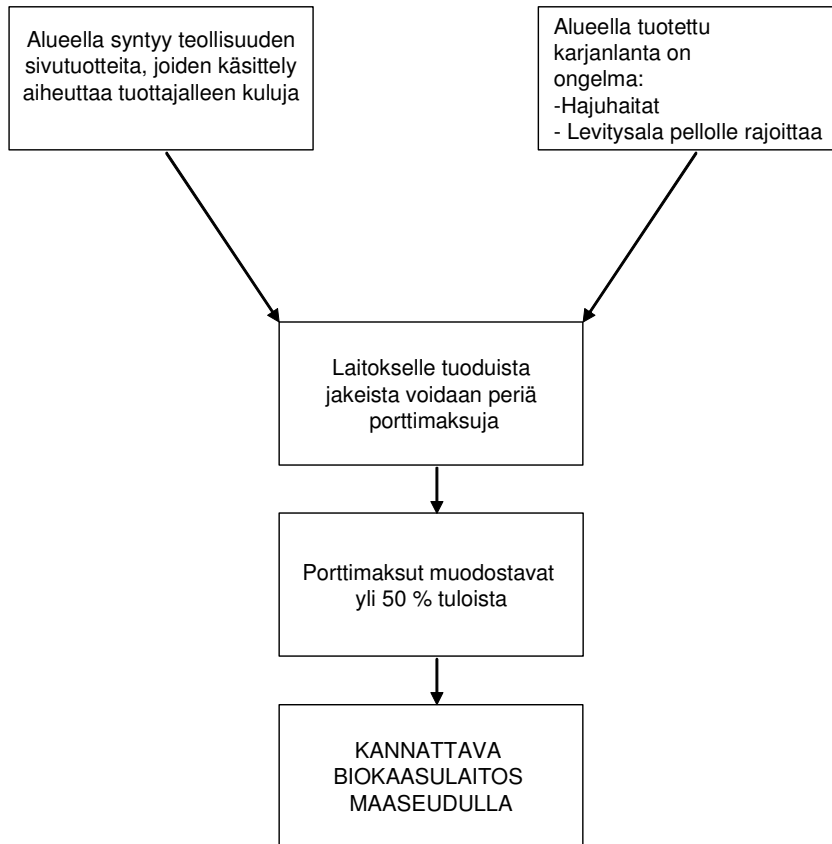 Alueella syntyy teollisuuden
sivutuotteita, joiden käsittely
aiheuttaa tuottajalleen kuluja
Alueella tuotettu
karjanlanta on
ongelma:
-Hajuhaitat
- Levitysala pellolle rajoittaa
Laitokselle tuoduista
jakeista voidaan periä
porttimaksuja
Porttimaksut muodostavat
yli 50 % tuloista
KANNATTAVA
BIOKAASULAITOS
MAASEUDULLA